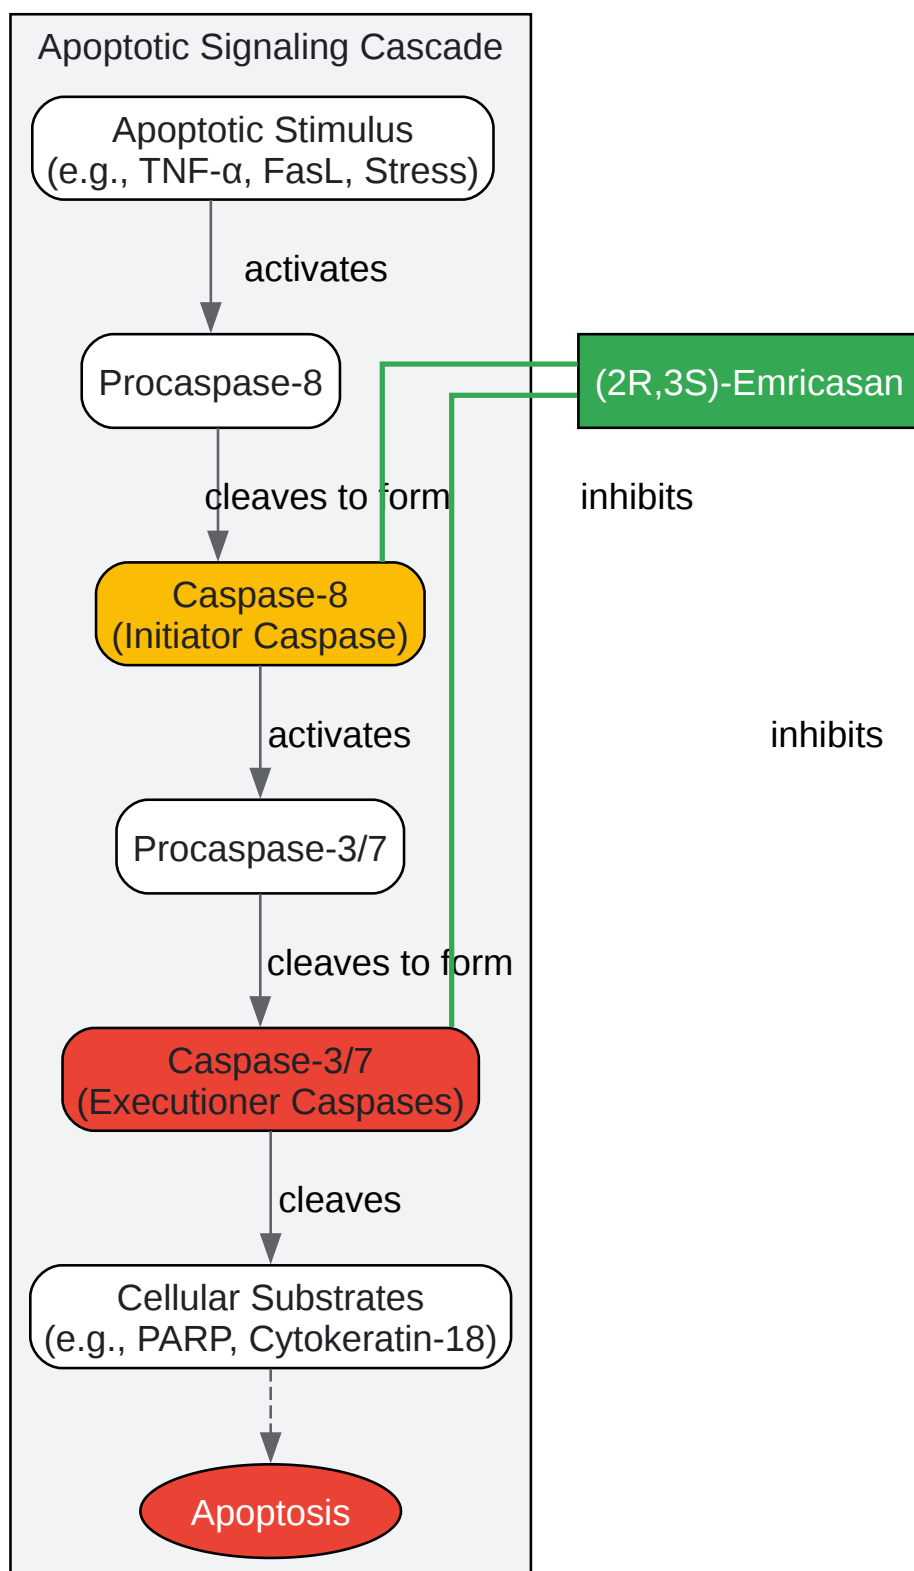 Apoptotic Signaling Cascade
Apoptotic Stimulus
(e.g., TNF-α, FasL, Stress)
activates
Procaspase-8
(2R,3S)-Emricasan
cleaves to form
inhibits
Caspase-8
(Initiator Caspase)
activates
inhibits
Procaspase-3/7
cleaves to form
Caspase-3/7
(Executioner Caspases)
cleaves
Cellular Substrates
(e.g., PARP, Cytokeratin-18)
Apoptosis